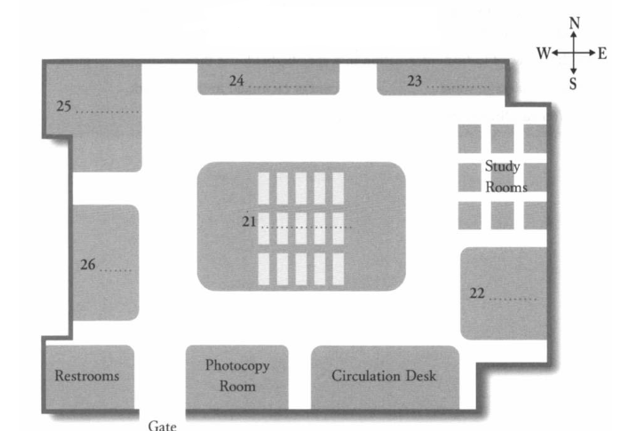 N
W E
S
24 ..............
23 ..............
25 ..............
Study
Rooms
21 ....................
26 .......
22 ..........
Restrooms
Photocopy
Room
Circulation Desk
Gate